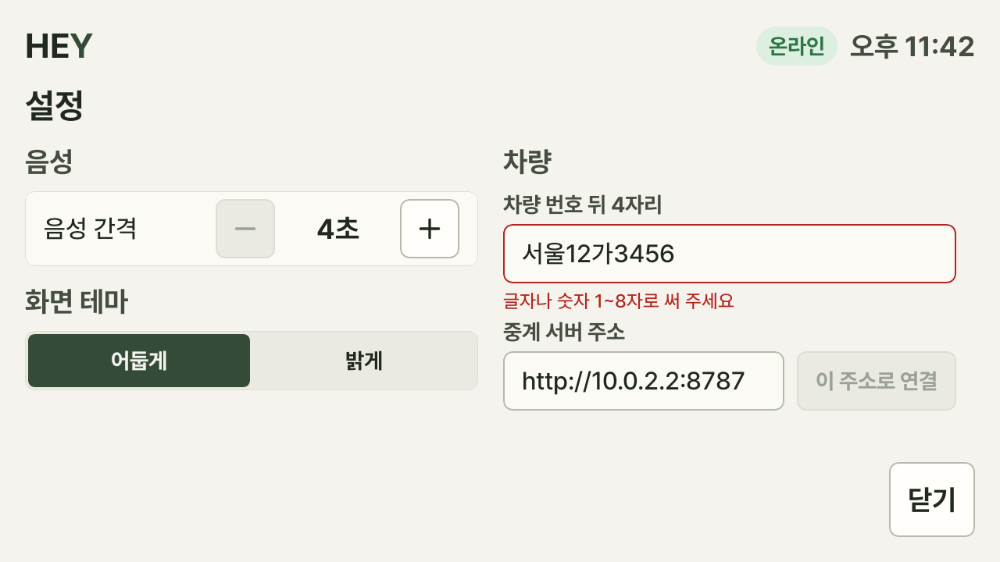 HEY
온라인 오후 11:42
설정
음성
음성 간격 − 4초 +
화면 테마
어둡게 밝게
차량
차량 번호 뒤 4자리
서울12가3456
글자나 숫자 1~8자로 써 주세요
중계 서버 주소
http://10.0.2.2:8787 이 주소로 연결
닫기